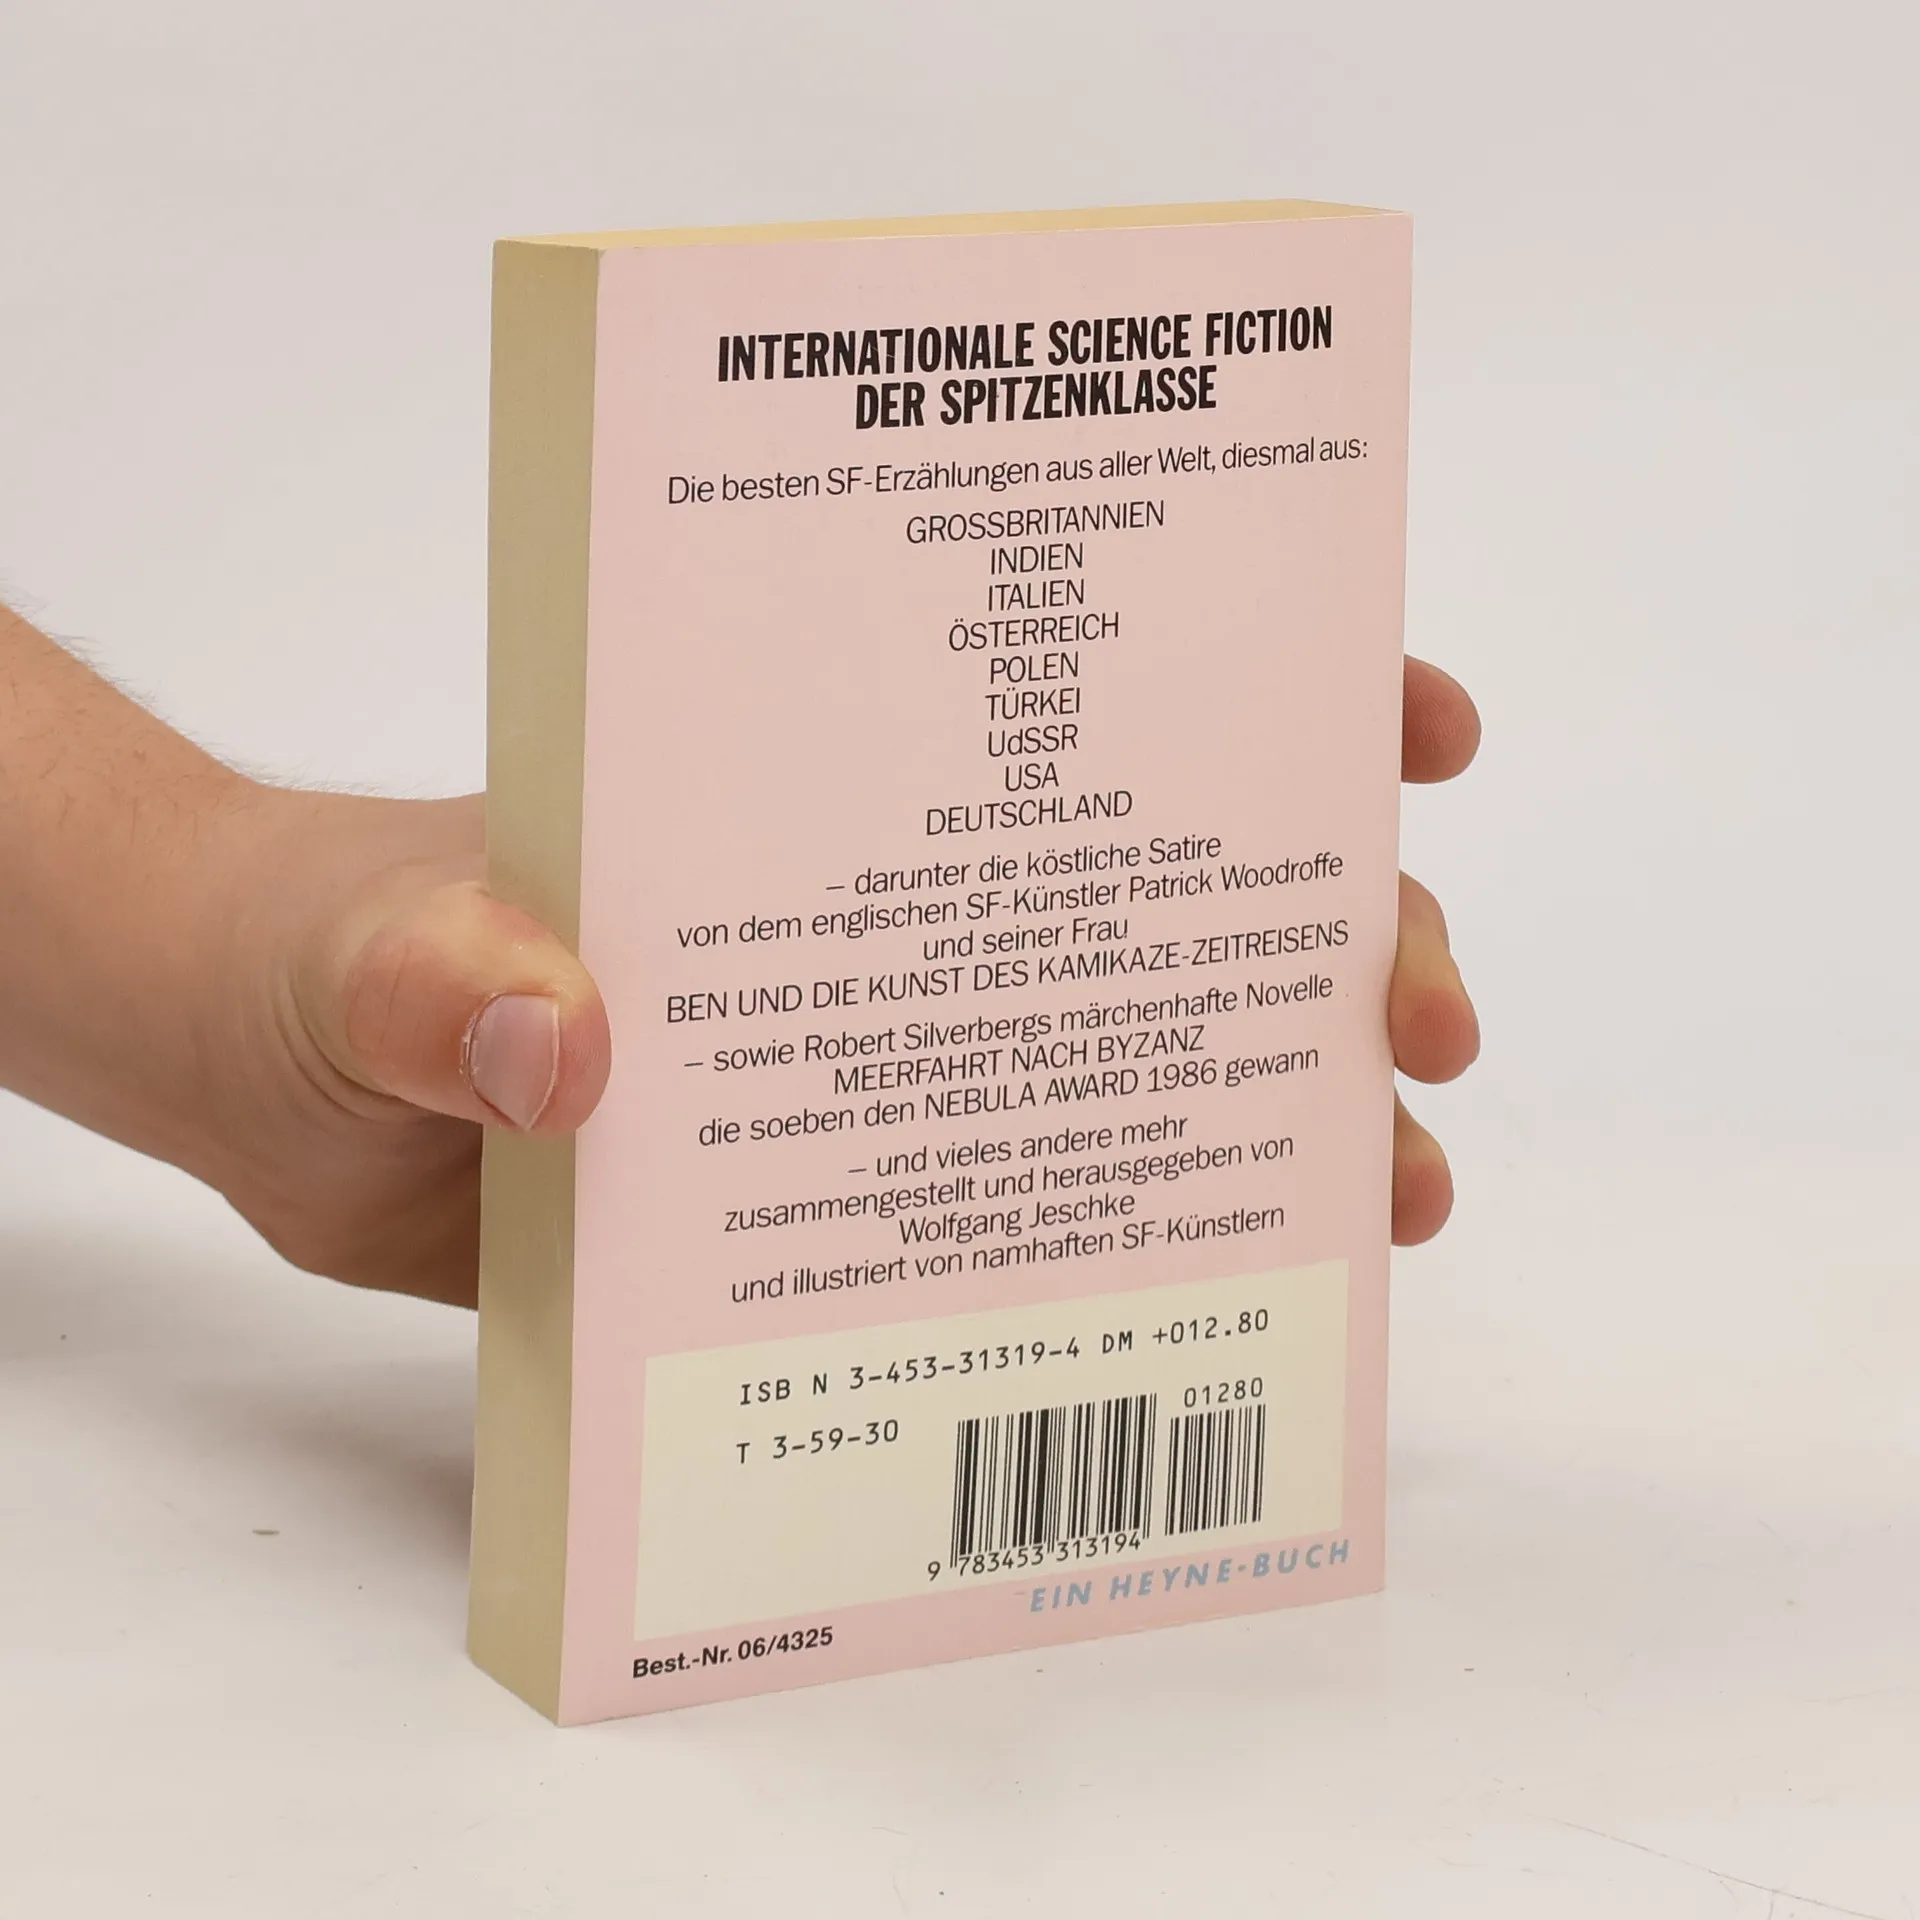 INTERNATIONALE SCIENCE FICTION
DER SPITZENKLASSE
Die besten SF-Erzählungen aus aller Welt, diesmal aus:
GROSSBRITANNIEN
INDIEN
ITALIEN
ÖSTERREICH
POLEN
TÜRKEI
UdSSR
USA
DEUTSCHLAND
– darunter die köstliche Satire
von dem englischen SF-Künstler Patrick Woodroffe
und seiner Frau
BEN UND DIE KUNST DES KAMIKAZE-ZEITREISENS
– sowie Robert Silverbergs märchenhafte Novelle
MEERFAHRT NACH BYZANZ
die soeben den NEBULA AWARD 1986 gewann
– und vieles andere mehr
zusammengestellt und herausgegeben von
Wolfgang Jeschke
und illustriert von namhaften SF-Künstlern
ISB N 3-453-31319-4 DM +012.80
T 3-59-30
01280
9 783453 313194
EIN HEYNE-BUCH
Best.-Nr. 06/4325